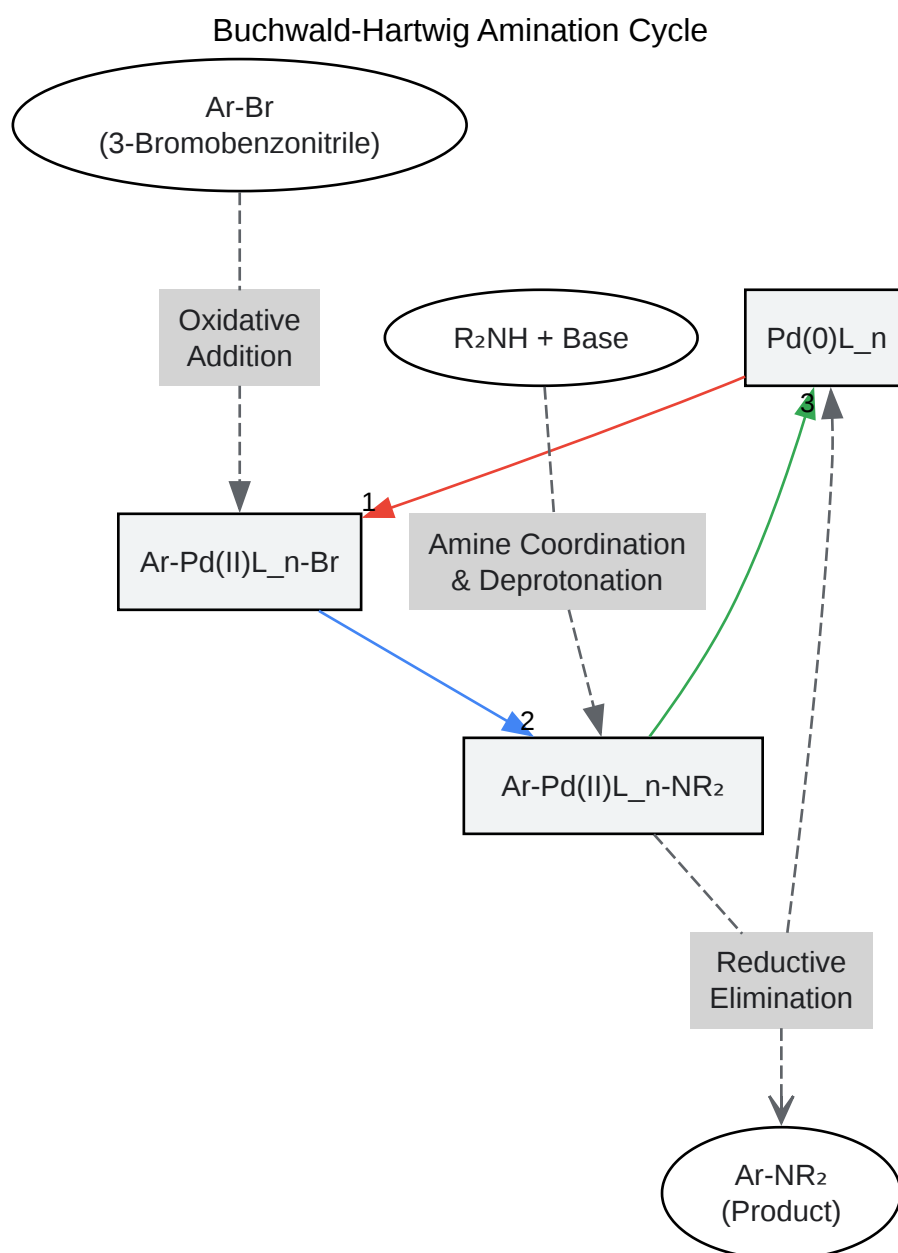 Buchwald-Hartwig Amination Cycle
Ar-Br
(3-Bromobenzonitrile)
Oxidative
Addition
R₂NH + Base
Pd(0)L_n
3
1
Ar-Pd(II)L_n-Br
Amine Coordination
& Deprotonation
2
Ar-Pd(II)L_n-NR₂
Reductive
Elimination
Ar-NR₂
(Product)